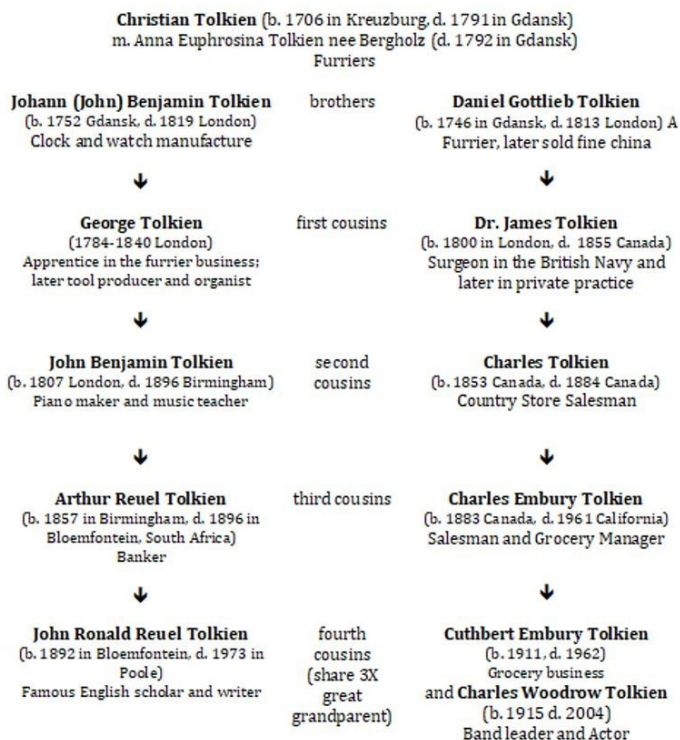 Christian Tolkien (b. 1706 in Kreuzburg, d. 1791 in Gdansk)
m. Anna Euphrosina Tolkien nee Bergholz (d. 1792 in Gdansk)
Furriers
Johann (John) Benjamin Tolkien
(b. 1752 Gdansk, d. 1819 London)
Clock and watch manufacture
brothers
Daniel Gottlieb Tolkien
(b. 1746 in Gdansk, d. 1813 London) A
Furrier, later sold fine china
George Tolkien
(1784-1840 London)
Apprentice in the furrier business;
later tool producer and organist
first cousins
Dr. James Tolkien
(b. 1800 in London, d. 1855 Canada)
Surgeon in the British Navy and
later in private practice
John Benjamin Tolkien
(b. 1807 London, d. 1896 Birmingham)
Piano maker and music teacher
second
cousins
Charles Tolkien
(b. 1853 Canada, d. 1884 Canada)
Country Store Salesman
Arthur Reuel Tolkien
(b. 1857 in Birmingham, d. 1896 in
Bloemfontein, South Africa)
Banker
third cousins
Charles Embury Tolkien
(b. 1883 Canada, d. 1961 California)
Salesman and Grocery Manager
John Ronald Reuel Tolkien
(b. 1892 in Bloemfontein, d. 1973 in
Poole)
Famous English scholar and writer
fourth
cousins
(share 3X
great
grandparent)
Cuthbert Embury Tolkien
(b. 1911, d. 1962)
Grocery business
and Charles Woodrow Tolkien
(b. 1915 d. 2004)
Band leader and Actor